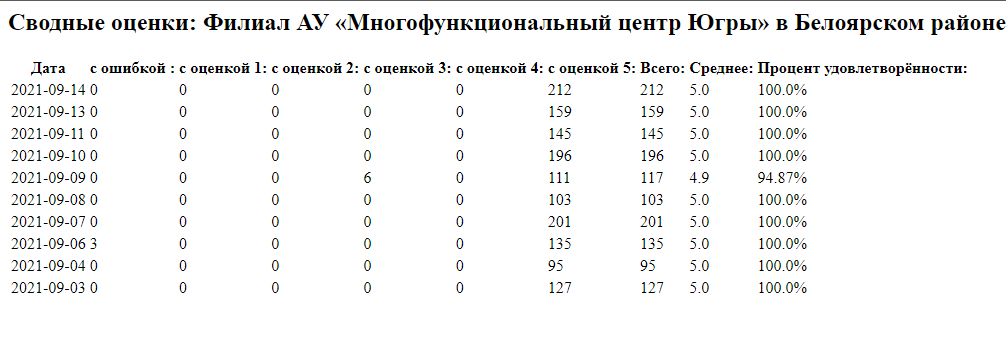 Сводные оценки: Филиал АУ «Многофункциональный центр Югры» в Белоярском районе
Дата с ошибкой : с оценкой 1: с оценкой 2: с оценкой 3: с оценкой 4: с оценкой 5: Всего: Среднее: Процент удовлетворённости:
2021-09-14 0 0 0 0 0 212 212 5.0 100.0%
2021-09-13 0 0 0 0 0 159 159 5.0 100.0%
2021-09-11 0 0 0 0 0 145 145 5.0 100.0%
2021-09-10 0 0 0 0 0 196 196 5.0 100.0%
2021-09-09 0 0 0 6 0 111 117 4.9 94.87%
2021-09-08 0 0 0 0 0 103 103 5.0 100.0%
2021-09-07 0 0 0 0 0 201 201 5.0 100.0%
2021-09-06 3 0 0 0 0 135 135 5.0 100.0%
2021-09-04 0 0 0 0 0 95 95 5.0 100.0%
2021-09-03 0 0 0 0 0 127 127 5.0 100.0%